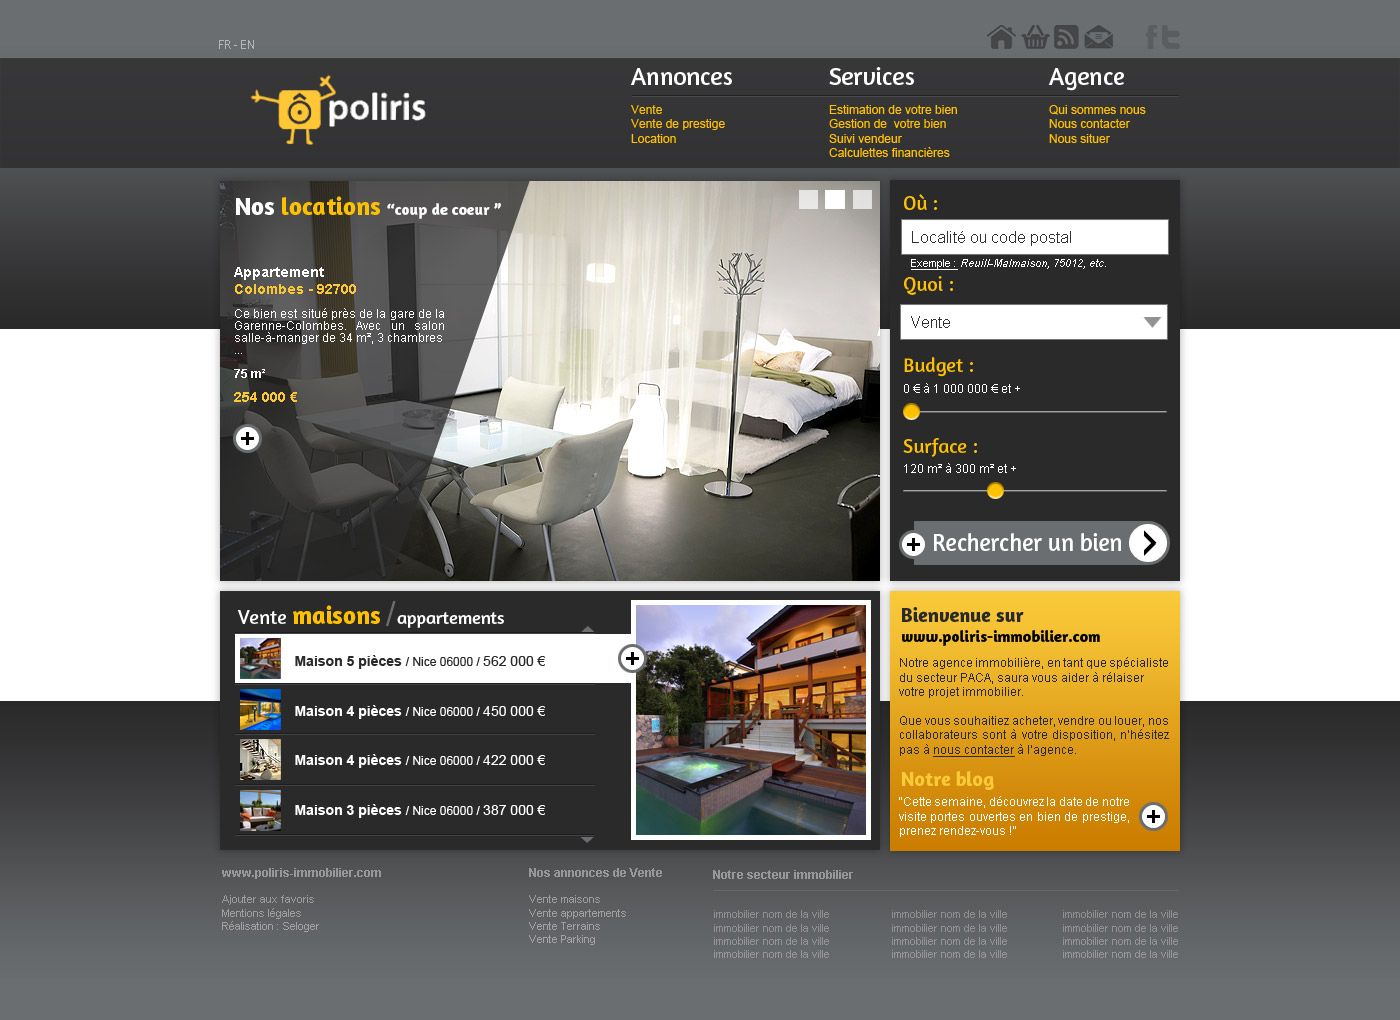 FR - EN
poliris
Annonces
Vente
Vente de prestige
Location
Services
Estimation de votre bien
Gestion de  votre bien
Suivi vendeur
Calculettes financières
Agence
Qui sommes nous
Nous contacter
Nous situer
Nos locations “coup de coeur ”
Appartement
Colombes - 92700
Ce bien est situé près de la gare de la
Garenne-Colombes. Avec un salon
salle-à-manger de 34 m², 3 chambres
...
75 m²
254 000 €
Où :
Localité ou code postal
Exemple : Reuill-Malmaison, 75012, etc.
Quoi :
Vente
Budget :
0 € à 1 000 000 € et +
Surface :
120 m² à 300 m² et +
Rechercher un bien
Vente maisons / appartements
Maison 5 pièces / Nice 06000 / 562 000 €
Maison 4 pièces / Nice 06000 / 450 000 €
Maison 4 pièces / Nice 06000 / 422 000 €
Maison 3 pièces / Nice 06000 / 387 000 €
Bienvenue sur
www.poliris-immobilier.com
Notre agence immobilière, en tant que spécialiste
du secteur PACA, saura vous aider à rélaiser
votre projet immobilier.
Que vous souhaitiez acheter, vendre ou louer, nos
collaborateurs sont à votre disposition, n'hésitez
pas à nous contacter à l'agence.
Notre blog
"Cette semaine, découvrez la date de notre
visite portes ouvertes en bien de prestige,
prenez rendez-vous !"
www.poliris-immobilier.com
Ajouter aux favoris
Mentions légales
Réalisation : Seloger
Nos annonces de Vente
Vente maisons
Vente appartements
Vente Terrains
Vente Parking
Notre secteur immobilier
immobilier nom de la ville
immobilier nom de la ville
immobilier nom de la ville
immobilier nom de la ville
immobilier nom de la ville
immobilier nom de la ville
immobilier nom de la ville
immobilier nom de la ville
immobilier nom de la ville
immobilier nom de la ville
immobilier nom de la ville
immobilier nom de la ville